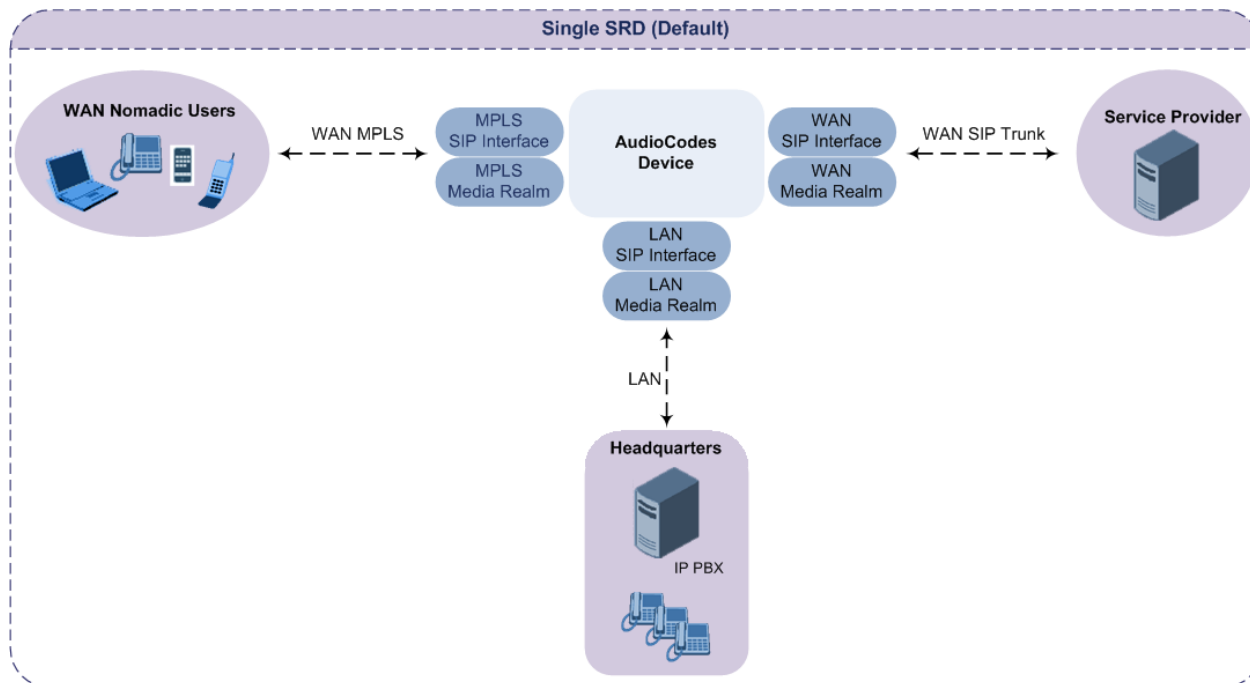 Single SRD (Default)
WAN Nomadic Users
WAN MPLS
MPLS
SIP Interface
MPLS
Media Realm
AudioCodes
Device
WAN
SIP Interface
WAN
Media Realm
WAN SIP Trunk
Service Provider
LAN
SIP Interface
LAN
Media Realm
LAN
Headquarters
IP PBX